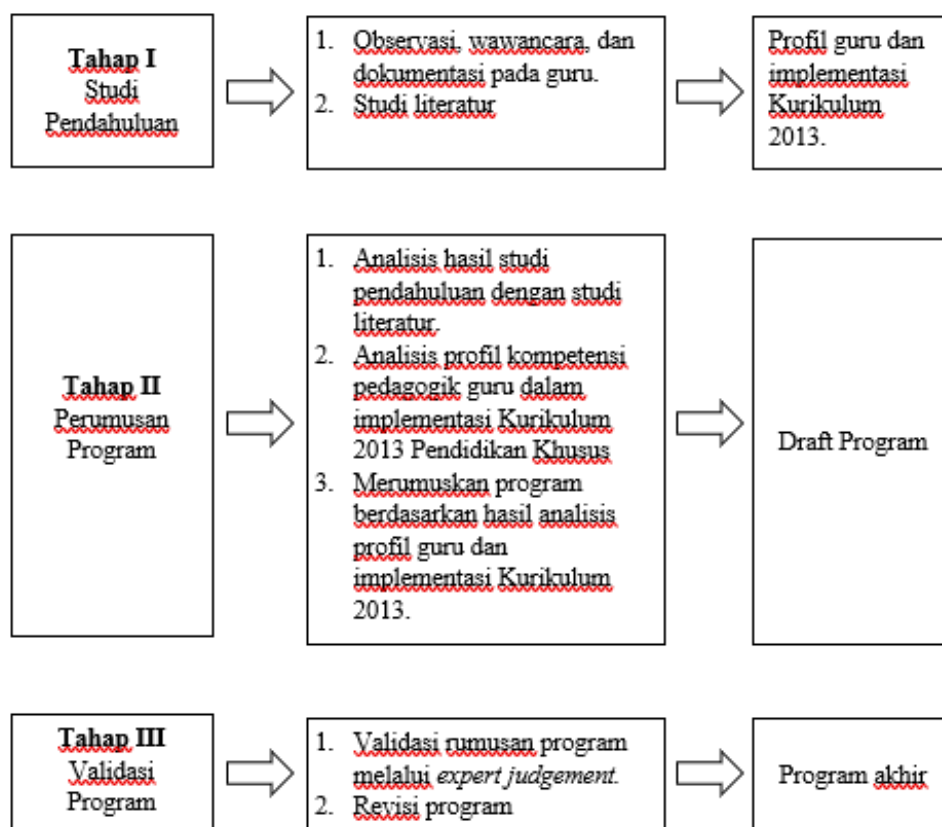 Tahap I
Studi
Pendahuluan
1. Observasi, wawancara, dan
dokumentasi pada guru.
2. Studi literatur
Profil guru dan
implementasi
Kurikulum
2013.
Tahap II
Perumusan
Program
1. Analisis hasil studi
pendahuluan dengan studi
literatur.
2. Analisis profil kompetensi
pedagogik guru dalam
implementasi Kurikulum
2013 Pendidikan Khusus
3. Merumuskan program
berdasarkan hasil analisis
profil guru dan
implementasi Kurikulum
2013.
Draft Program
Tahap III
Validasi
Program
1. Validasi rumusan program
melalui expert judgement.
2. Revisi program
Program akhir